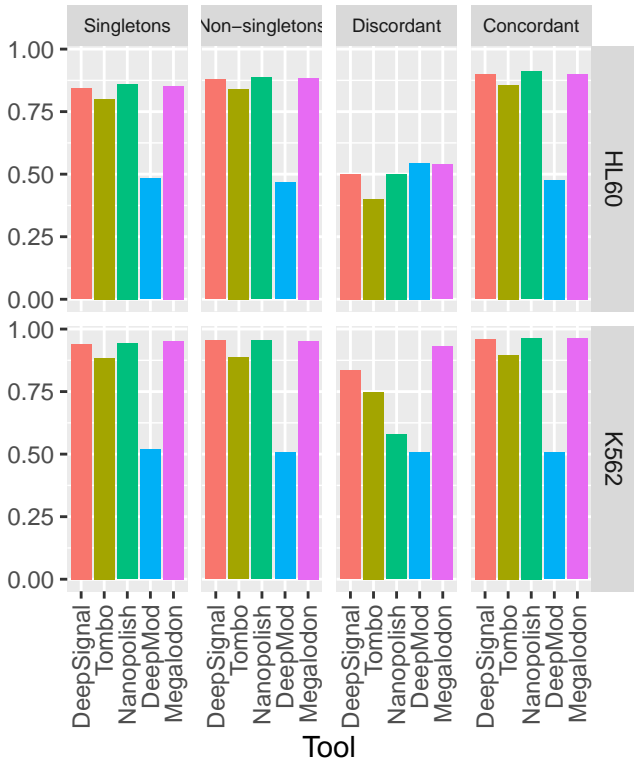 Singletons
Non-singletons
Discordant
Concordant
1.00
0.75
0.50
0.25
0.00
HL60
1.00
0.75
0.50
0.25
0.00
K562
DeepSignal
Tombo
Nanopolish
DeepMod
Megalodon
DeepSignal
Tombo
Nanopolish
DeepMod
Megalodon
DeepSignal
Tombo
Nanopolish
DeepMod
Megalodon
DeepSignal
Tombo
Nanopolish
DeepMod
Megalodon
Tool